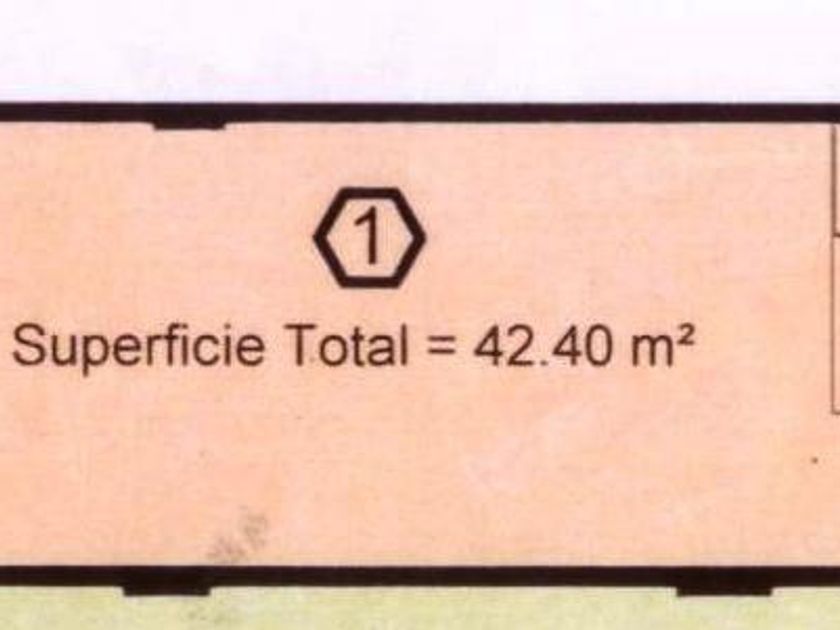 1
Superficie Total = 42.40 m²